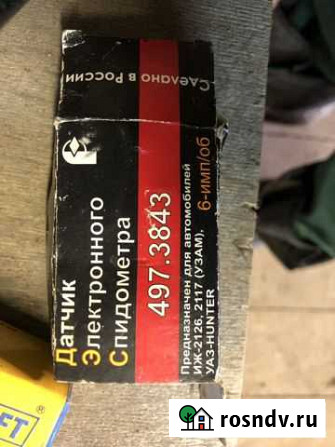 Сделано в России
Датчик
Электронного
Спидометра
497.3843
6-имп/об
Предназначен для автомобилей
ИЖ-2126, 2117 (УЗАМ),
УАЗ-HUNTER
FT ®
rosndv.ru